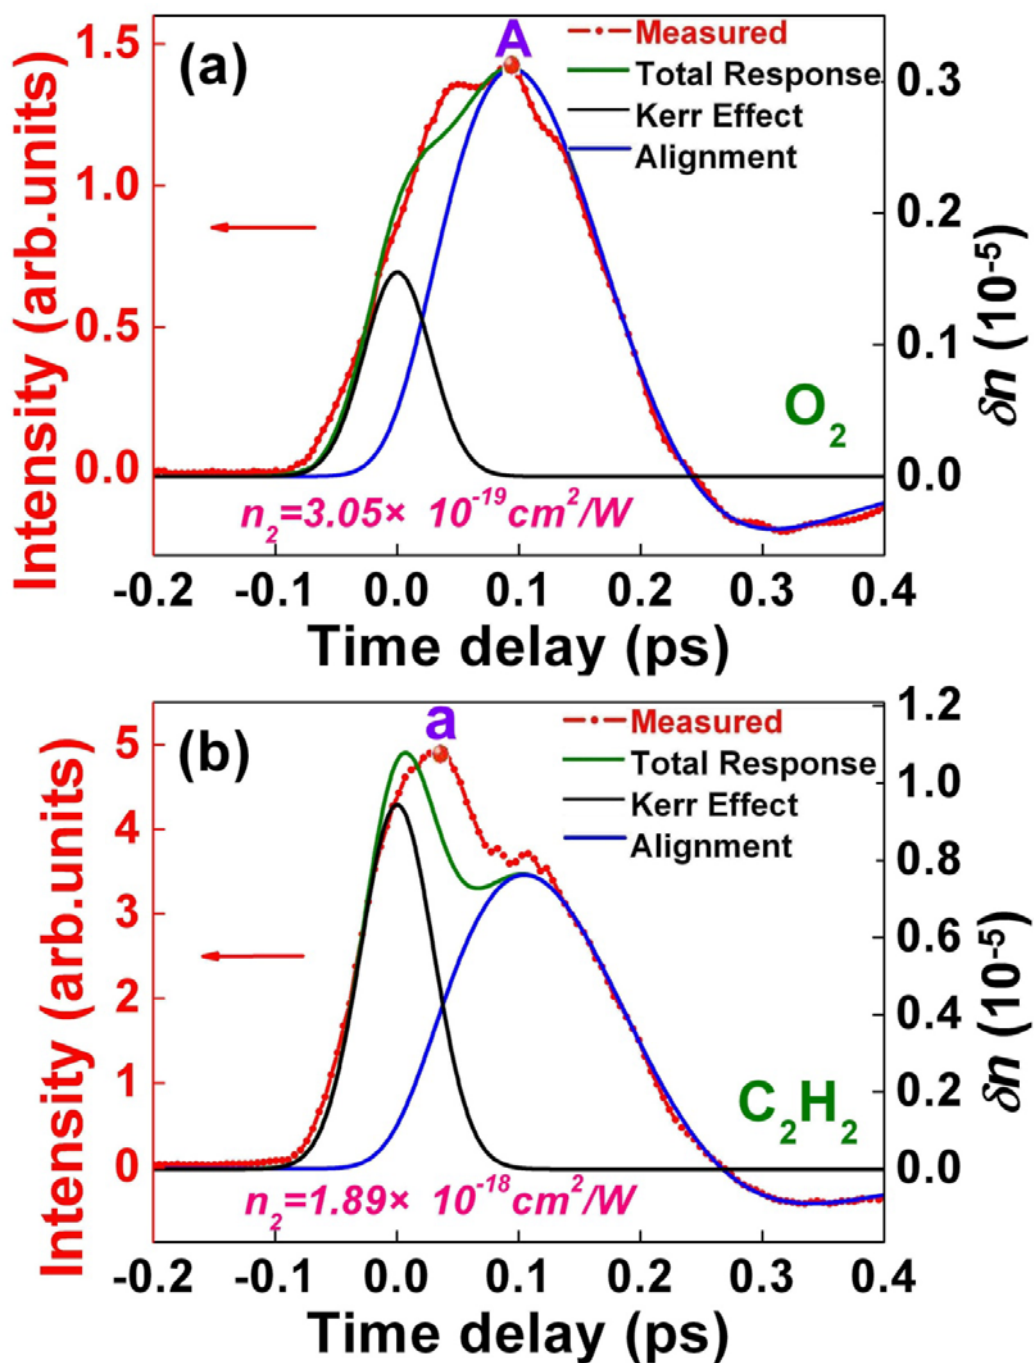 (a)
A
Measured
Total Response
Kerr Effect
Alignment
1.5
1.0
0.5
0.0
Intensity (arb.units)
0.3
0.2
0.1
0.0
δn (10⁻⁵)
O₂
n₂=3.05× 10⁻¹⁹cm²/W
-0.2 -0.1 0.0 0.1 0.2 0.3 0.4
Time delay (ps)
(b)
a
Measured
Total Response
Kerr Effect
Alignment
5
4
3
2
1
0
Intensity (arb.units)
1.2
1.0
0.8
0.6
0.4
0.2
0.0
δn (10⁻⁵)
C₂H₂
n₂=1.89× 10⁻¹⁸cm²/W
-0.2 -0.1 0.0 0.1 0.2 0.3 0.4
Time delay (ps)